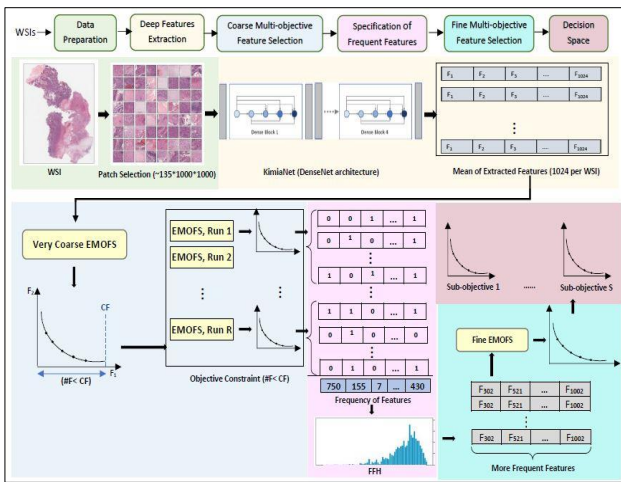 WSIs
Data Preparation
Deep Features Extraction
Coarse Multi-objective Feature Selection
Specification of Frequent Features
Fine Multi-objective Feature Selection
Decision Space
WSI
Patch Selection (~135*1000*1000)
Dense Block 1
Dense Block 4
KimiaNet (DenseNet architecture)
F1 F2 F3 .... F1024
F1 F2 F3 .... F1024
F1 F2 F3 .... F1024
Mean of Extracted Features (1024 per WSI)
Very Coarse EMOFS
F2
CF
F1
(#F< CF)
EMOFS, Run 1
EMOFS, Run 2
EMOFS, Run R
Objective Constraint (#F< CF)
0 0 1 ... 1
0 1 0 ... 1
1 0 1 ... 1
1 1 0 ... 1
0 1 0 ... 0
0 1 0 ... 1
750 155 7 ... 430
Frequency of Features
FFH
Sub-objective 1 ...... Sub-objective S
Fine EMOFS
F302 F521 ... F1002
F302 F521 ... F1002
F302 F521 ... F1002
More Frequent Features